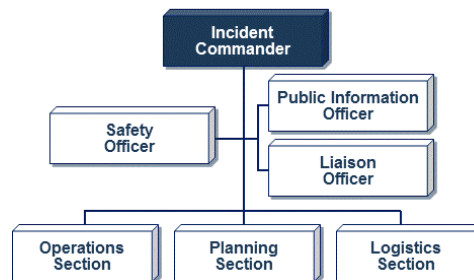 Incident
Commander
Public Information
Officer
Safety
Officer
Liaison
Officer
Operations
Section
Planning
Section
Logistics
Section